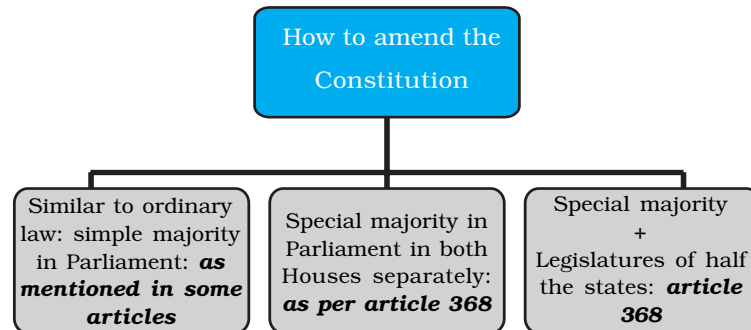 How to amend the
Constitution
Similar to ordinary
law: simple majority
in Parliament: as
mentioned in some
articles
Special majority in
Parliament in both
Houses separately:
as per article 368
Special majority
+
Legislatures of half
the states: article
368